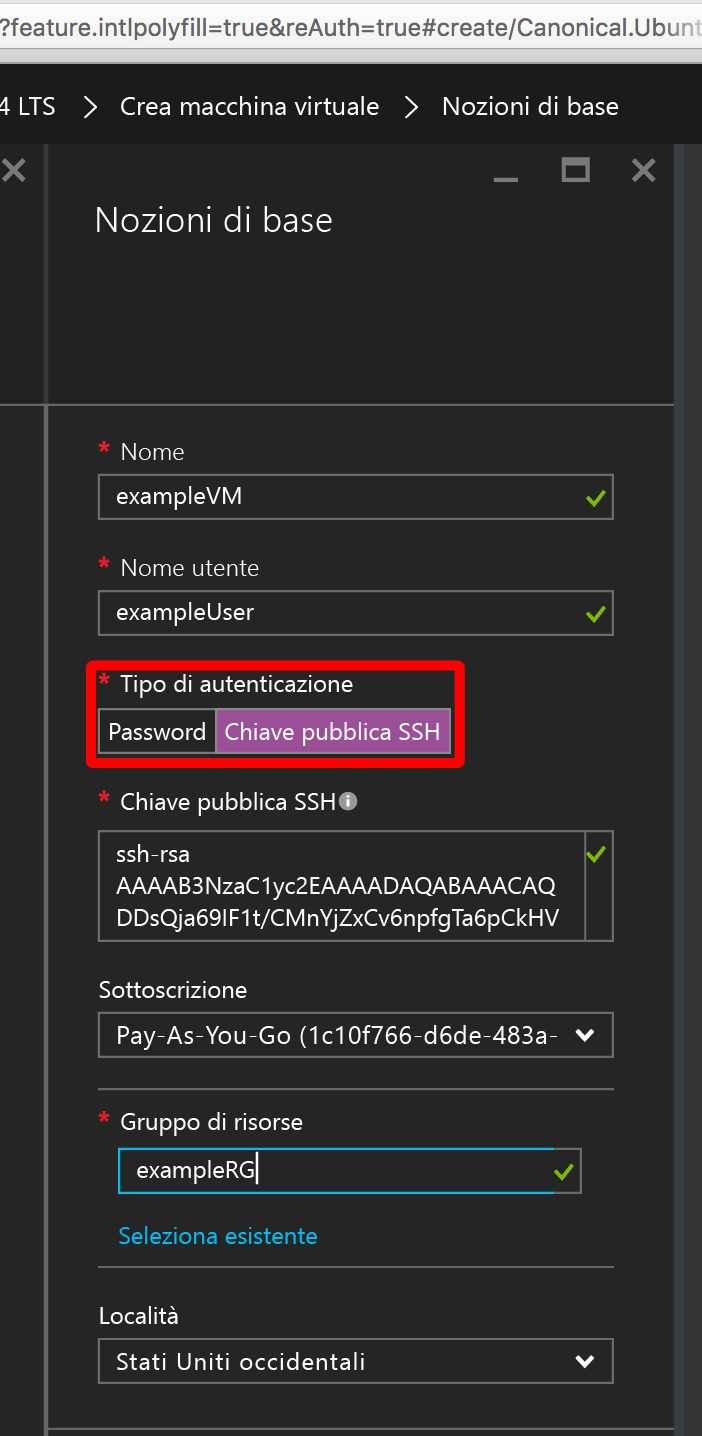 ?feature.intlpolyfill=true&reAuth=true#create/Canonical.Ubunt
4 LTS > Crea macchina virtuale > Nozioni di base
Nozioni di base
* Nome
exampleVM
* Nome utente
exampleUser
* Tipo di autenticazione
Password Chiave pubblica SSH
* Chiave pubblica SSH
ssh-rsa
AAAAB3NzaC1yc2EAAAADAQABAAACAQ
DDsQja69IF1t/CMnYjZxCv6npfgTa6pCkHV
Sottoscrizione
Pay-As-You-Go (1c10f766-d6de-483a-
* Gruppo di risorse
exampleRG
Seleziona esistente
Località
Stati Uniti occidentali